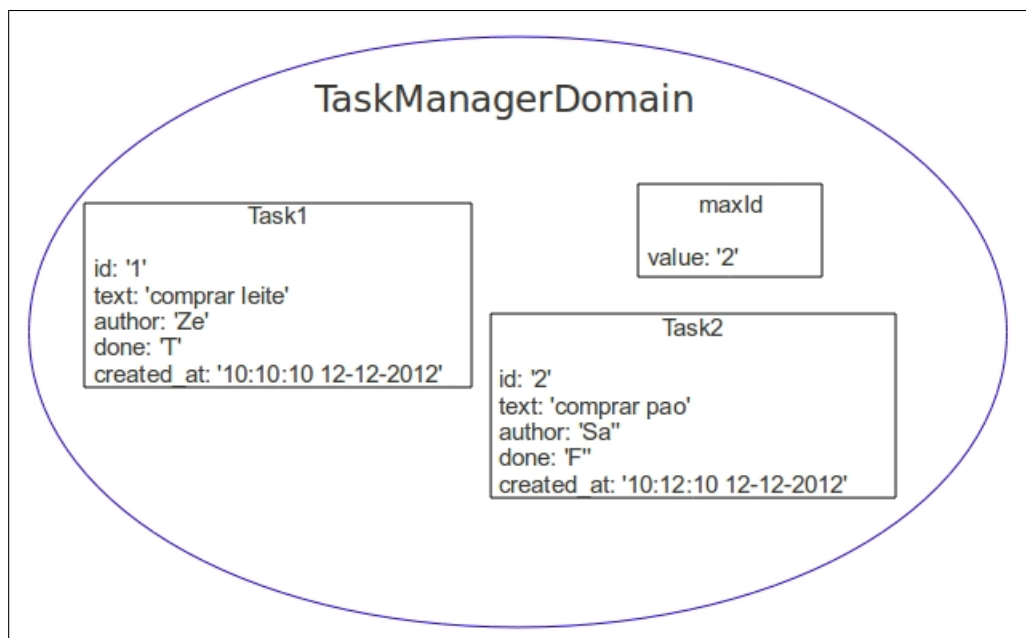 TaskManagerDomain
Task1
id: '1'
text: 'comprar leite'
author: 'Ze'
done: 'T'
created_at: '10:10:10 12-12-2012'
maxId
value: '2'
Task2
id: '2'
text: 'comprar pao'
author: 'Sa"
done: 'F"
created_at: '10:12:10 12-12-2012'